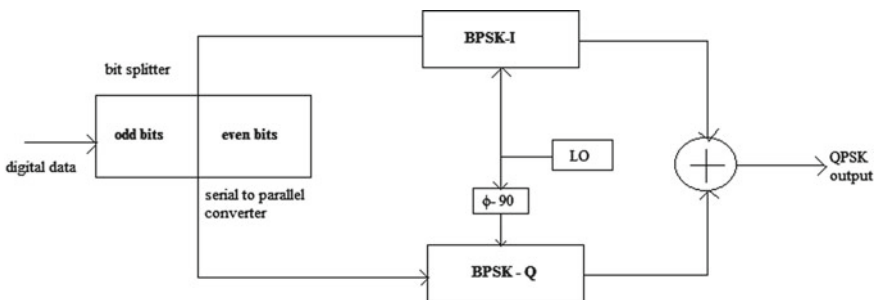 BPSK-I
bit splitter
odd bits
even bits
digital data
LO
QPSK
output
serial to parallel
converter
ϕ- 90
BPSK - Q